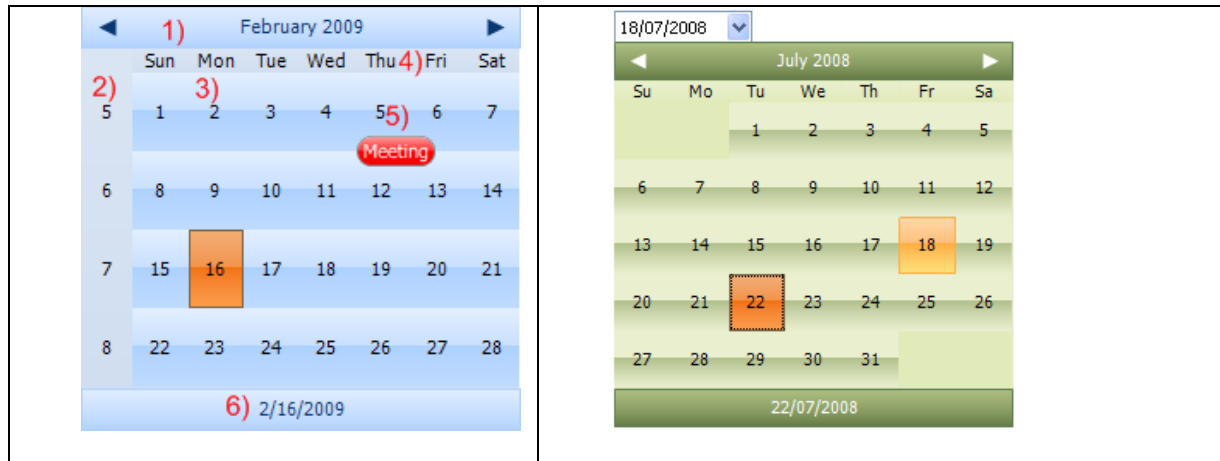 1) February 2009
Sun Mon Tue Wed Thu 4) Fri Sat
2) 3)
5 1 2 3 4 5 5) 6 7
Meeting
6 8 9 10 11 12 13 14
7 15 16 17 18 19 20 21
8 22 23 24 25 26 27 28
6) 2/16/2009
18/07/2008
July 2008
Su Mo Tu We Th Fr Sa
1 2 3 4 5
6 7 8 9 10 11 12
13 14 15 16 17 18 19
20 21 22 23 24 25 26
27 28 29 30 31
22/07/2008